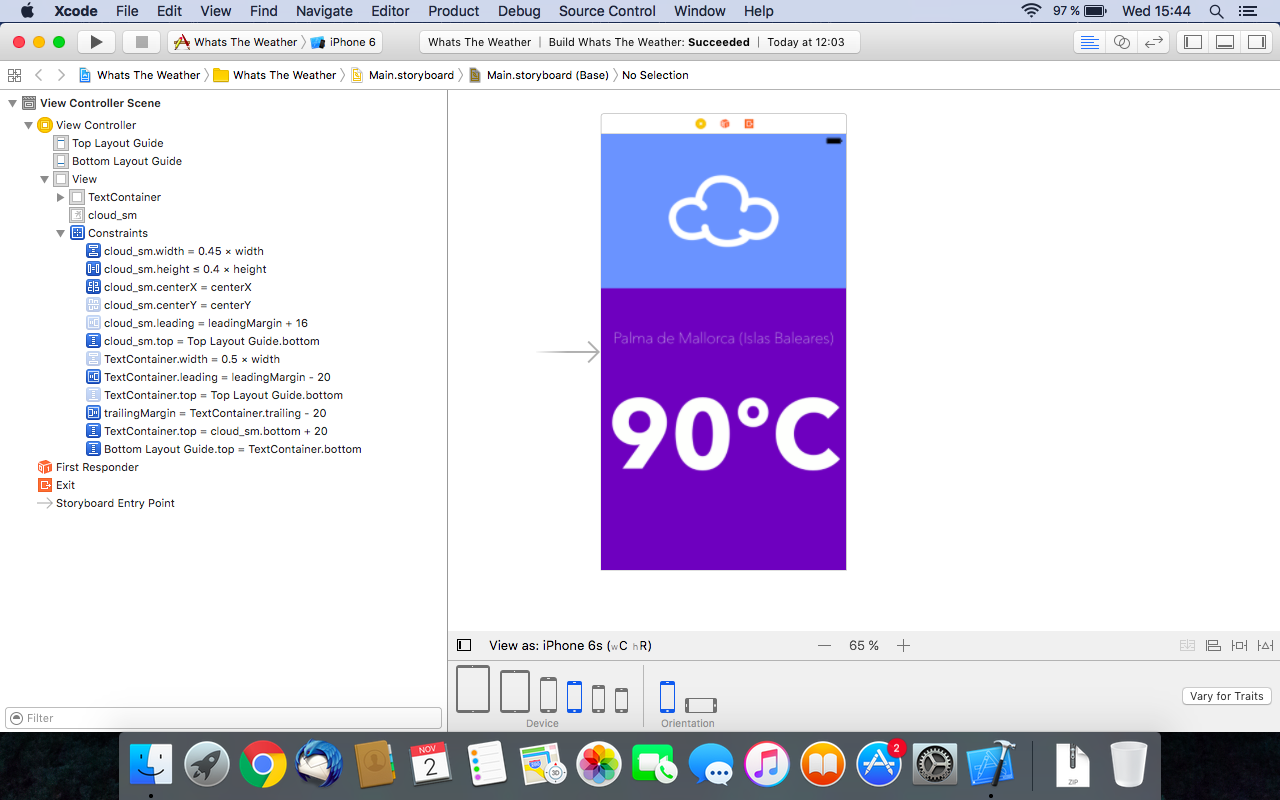 Xcode File Edit View Find Navigate Editor Product Debug Source Control Window Help 97 % Wed 15:44
Whats The Weather iPhone 6 Whats The Weather | Build Whats The Weather: Succeeded | Today at 12:03
Whats The Weather Whats The Weather Main.storyboard Main.storyboard (Base) No Selection
View Controller Scene
View Controller
Top Layout Guide
Bottom Layout Guide
View
TextContainer
cloud_sm
Constraints
cloud_sm.width = 0.45 × width
cloud_sm.height ≤ 0.4 × height
cloud_sm.centerX = centerX
cloud_sm.centerY = centerY
cloud_sm.leading = leadingMargin + 16
cloud_sm.top = Top Layout Guide.bottom
TextContainer.width = 0.5 × width
TextContainer.leading = leadingMargin - 20
TextContainer.top = Top Layout Guide.bottom
trailingMargin = TextContainer.trailing - 20
TextContainer.top = cloud_sm.bottom + 20
Bottom Layout Guide.top = TextContainer.bottom
First Responder
Exit
Storyboard Entry Point
Filter
Palma de Mallorca (Islas Baleares)
90°C
View as: iPhone 6s (wC hR) — 65 % +
Device Orientation Vary for Traits
NOV
2
280
3D
2
ZIP